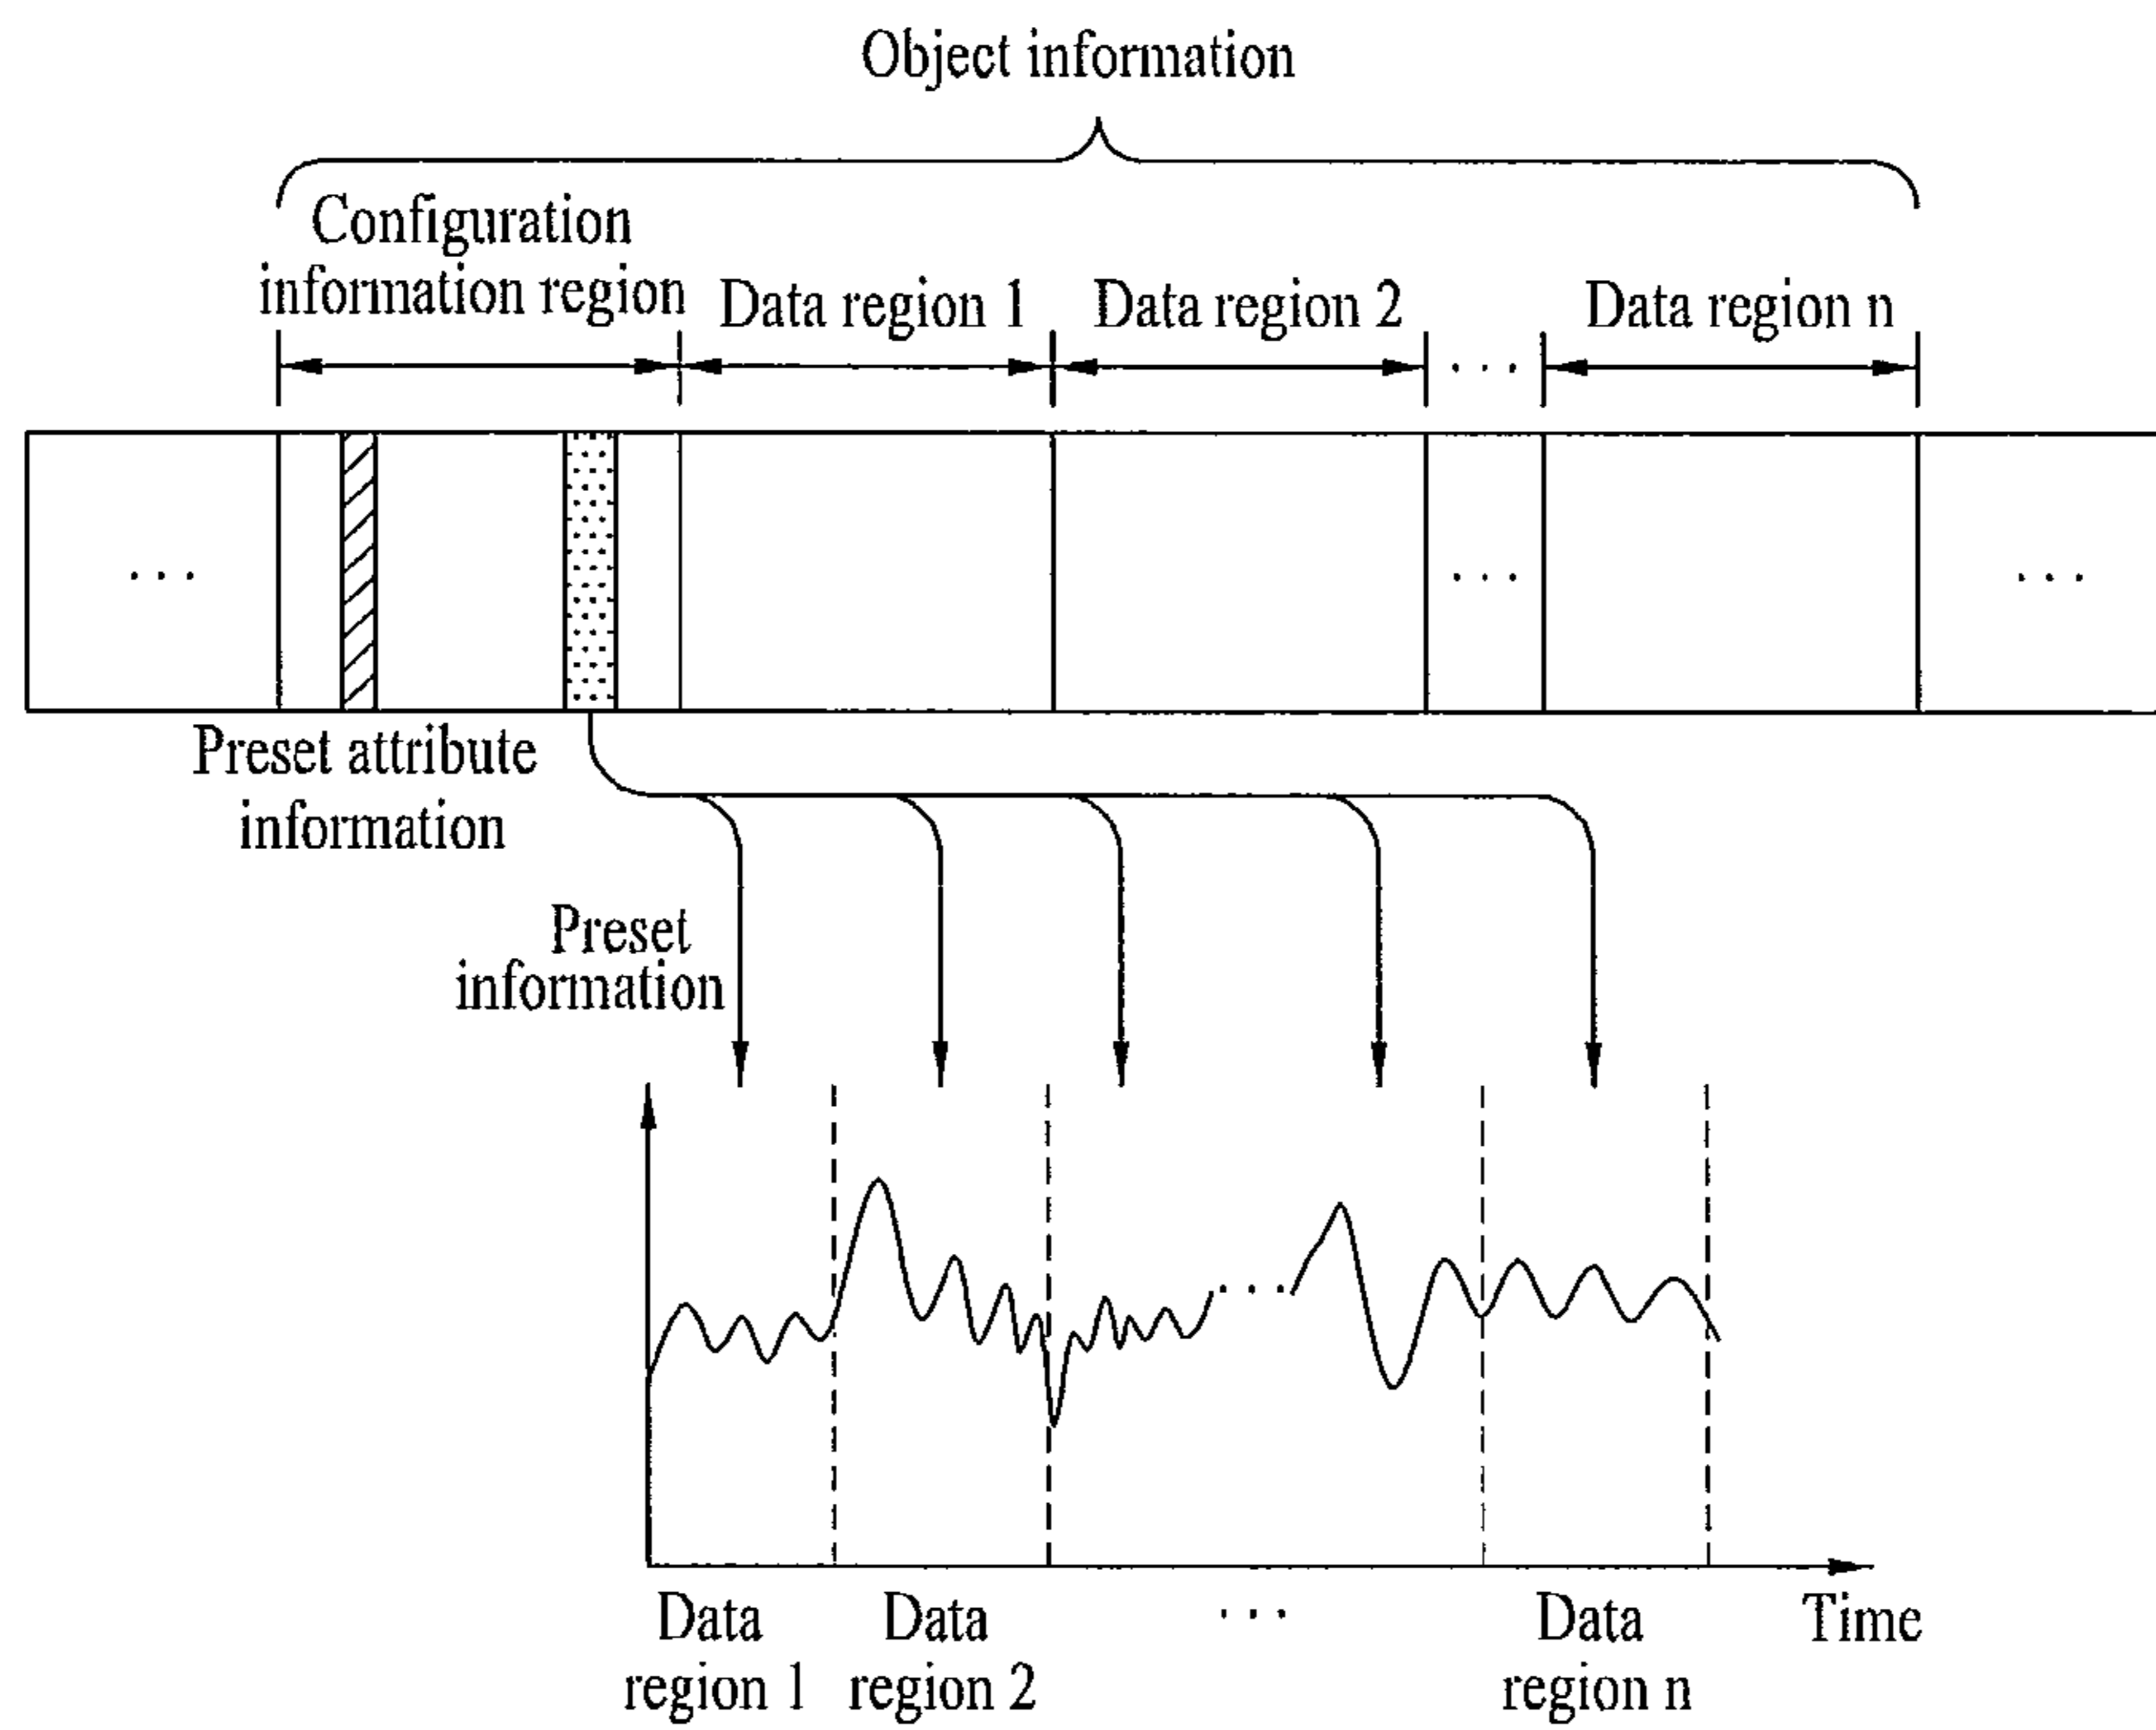 Object information
Configuration
information region
Data region 1
Data region 2
...
Data region n
...
...
...
Preset attribute
information
Preset
information
....
Data
region 1
Data
region 2
...
Data
region n
Time